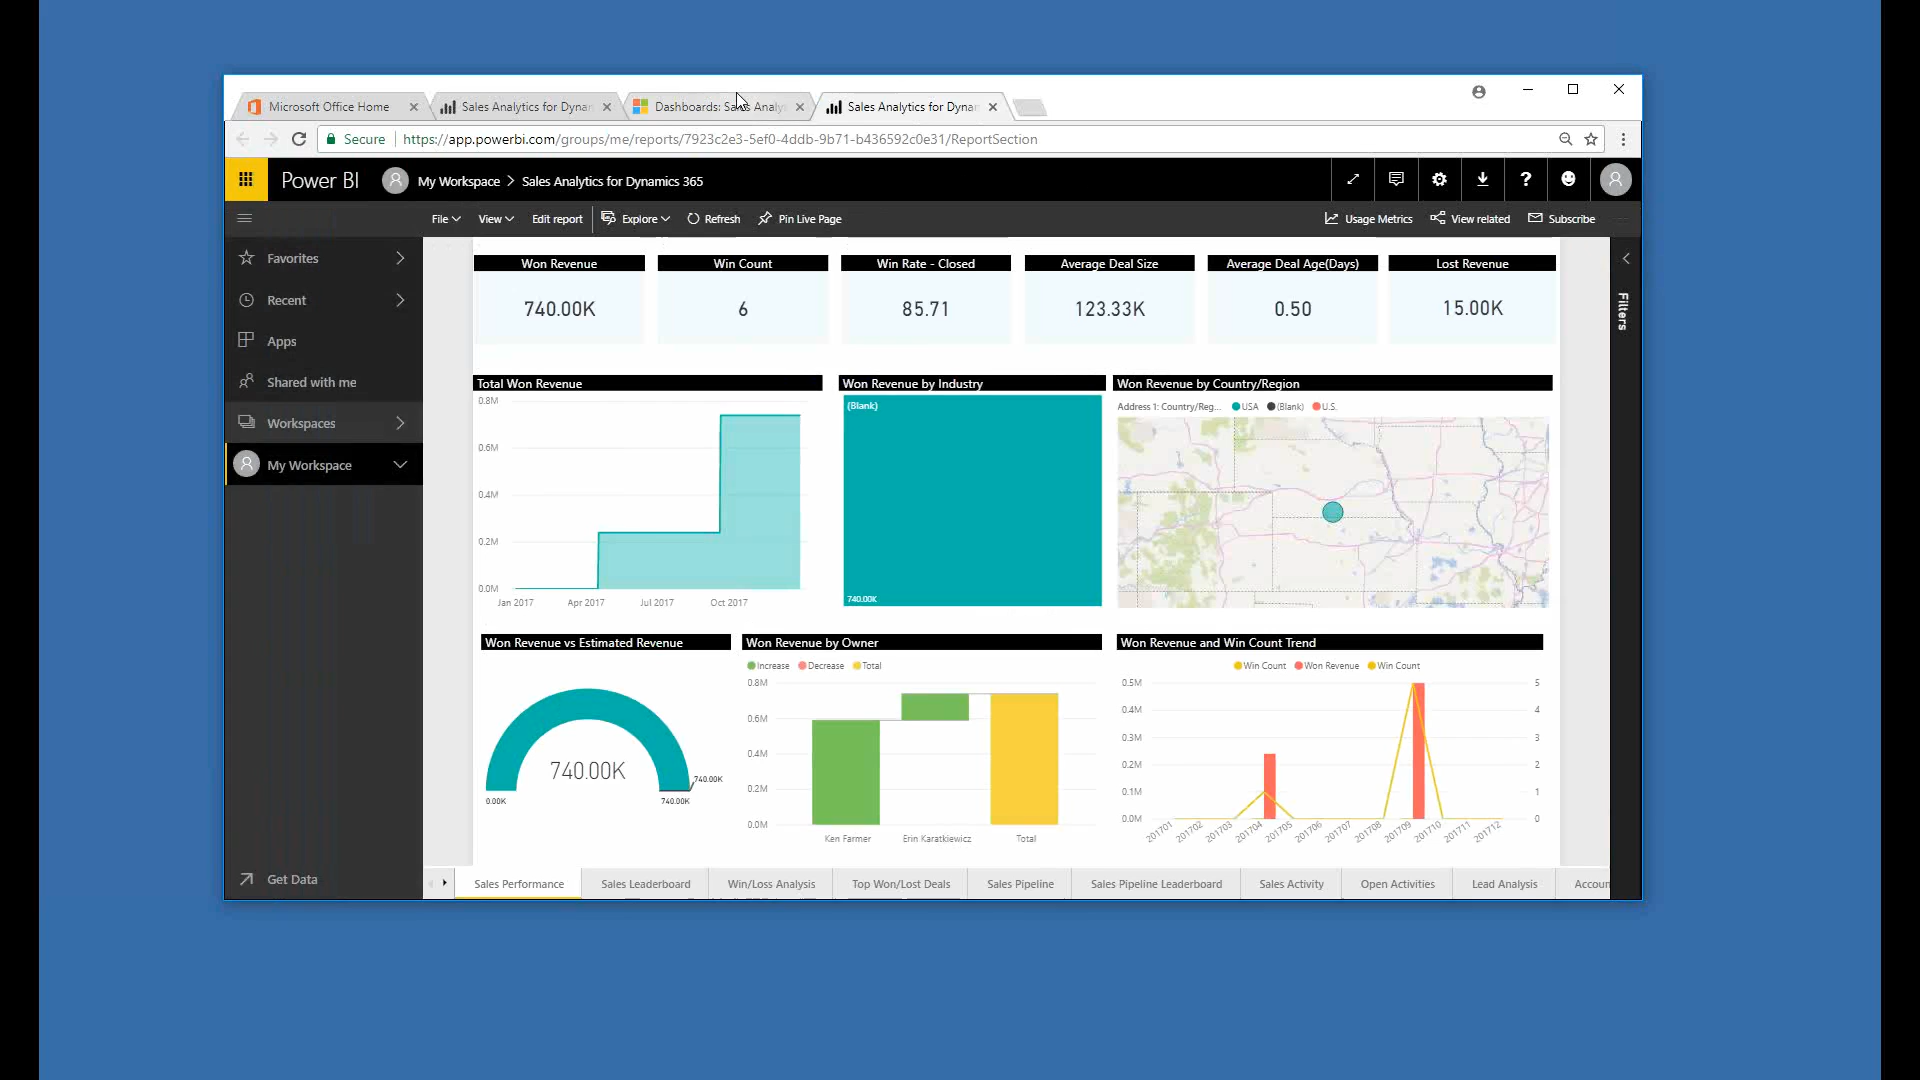 Microsoft Office Home
Sales Analytics for Dynar
Dashboards: Sales Analy
Sales Analytics for Dynar
Secure
https://app.powerbi.com/groups/me/reports/7923c2e3-5ef0-4ddb-9b71-b436592c0e31/ReportSection
Power BI
My Workspace > Sales Analytics for Dynamics 365
File
View
Edit report
Explore
Refresh
Pin Live Page
Usage Metrics
View related
Subscribe
Favorites
Recent
Apps
Shared with me
Workspaces
My Workspace
Get Data
Filters
Won Revenue
740.00K
Win Count
6
Win Rate - Closed
85.71
Average Deal Size
123.33K
Average Deal Age(Days)
0.50
Lost Revenue
15.00K
Total Won Revenue
0.8M
0.6M
0.4M
0.2M
0.0M
Jan 2017 Apr 2017 Jul 2017 Oct 2017
Won Revenue by Industry
(Blank)
740.00K
Won Revenue by Country/Region
Address 1: Country/Reg... USA (Blank) U.S.
Won Revenue vs Estimated Revenue
740.00K
740.00K
0.00K
740.00K
Won Revenue by Owner
Increase Decrease Total
0.8M
0.6M
0.4M
0.2M
0.0M
Ken Farmer Erin Karatkiewicz Total
Won Revenue and Win Count Trend
Win Count Won Revenue Win Count
0.5M 5
0.4M 4
0.3M 3
0.2M 2
0.1M 1
0.0M 0
201701 201702 201703 201704 201705 201706 201707 201708 201709 201710 201711 201712
Sales Performance
Sales Leaderboard
Win/Loss Analysis
Top Won/Lost Deals
Sales Pipeline
Sales Pipeline Leaderboard
Sales Activity
Open Activities
Lead Analysis
Accoun